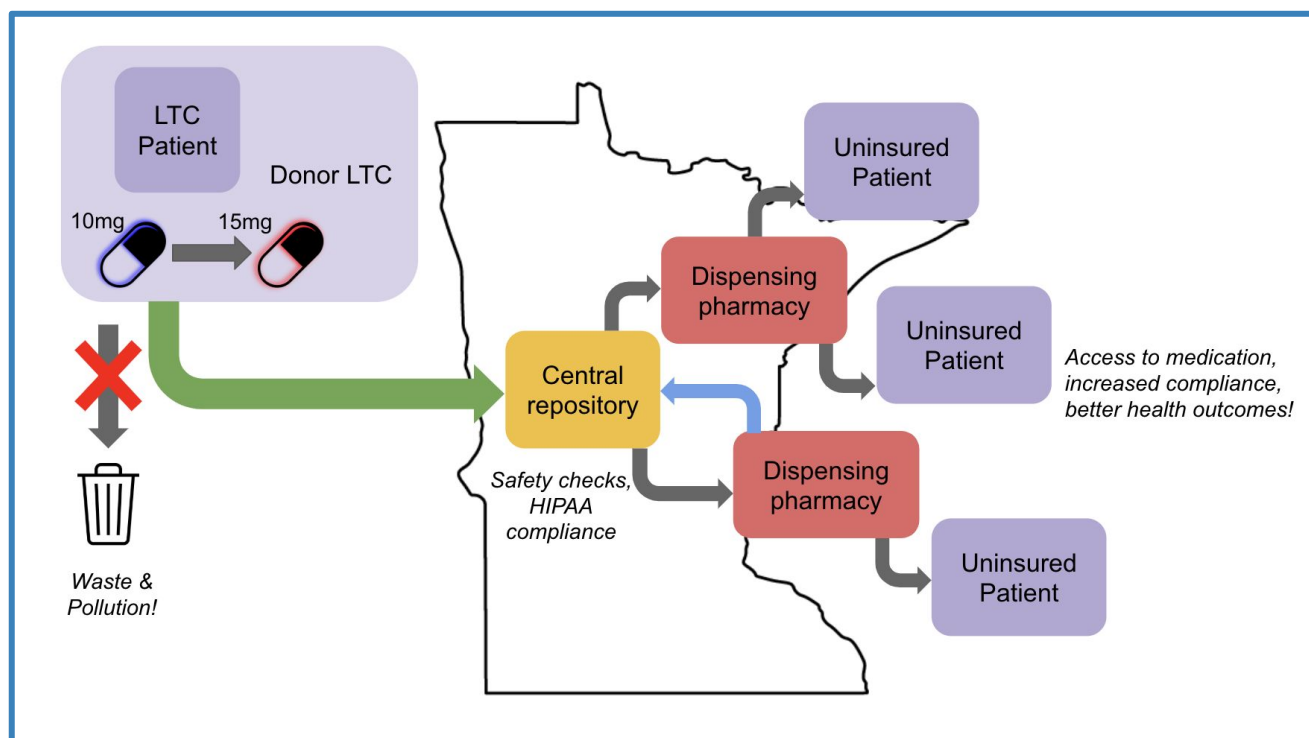 LTC
Patient
Donor LTC
10mg
15mg
Waste &
Pollution!
Central
repository
Safety checks,
HIPAA
compliance
Dispensing
pharmacy
Dispensing
pharmacy
Uninsured
Patient
Uninsured
Patient
Access to medication,
increased compliance,
better health outcomes!
Uninsured
Patient